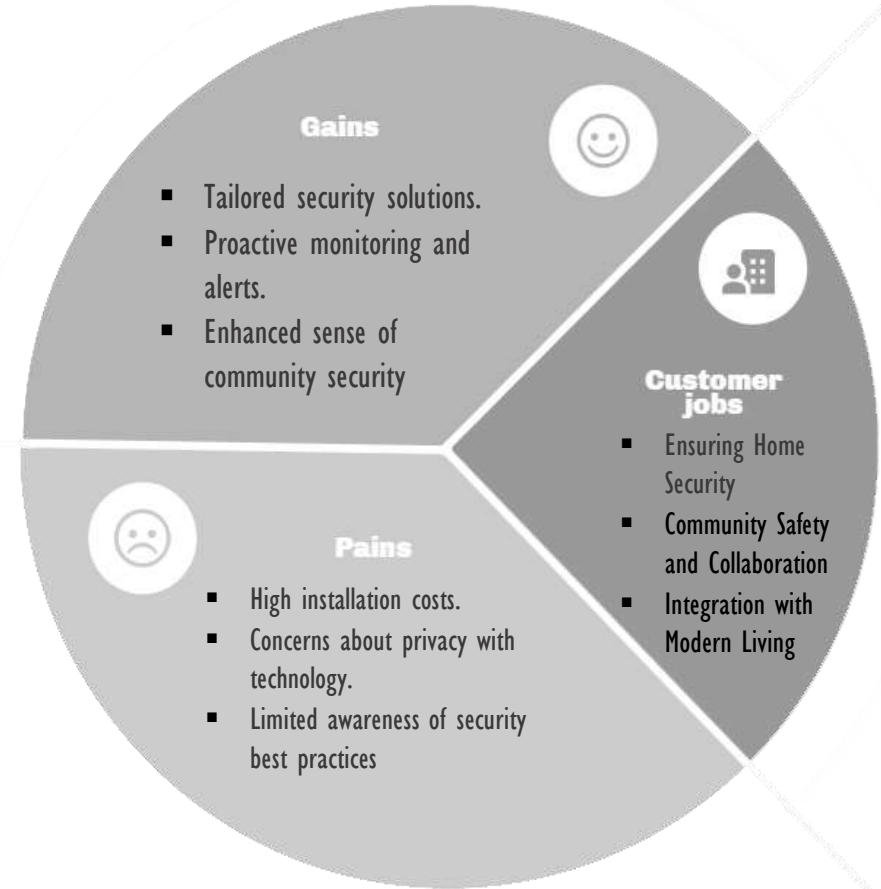 Gains
▪ Tailored security solutions.
▪ Proactive monitoring and
alerts.
▪ Enhanced sense of
community security
Customer
jobs
▪ Ensuring Home
Security
▪ Community Safety
and Collaboration
▪ Integration with
Modern Living
Pains
▪ High installation costs.
▪ Concerns about privacy with
technology.
▪ Limited awareness of security
best practices